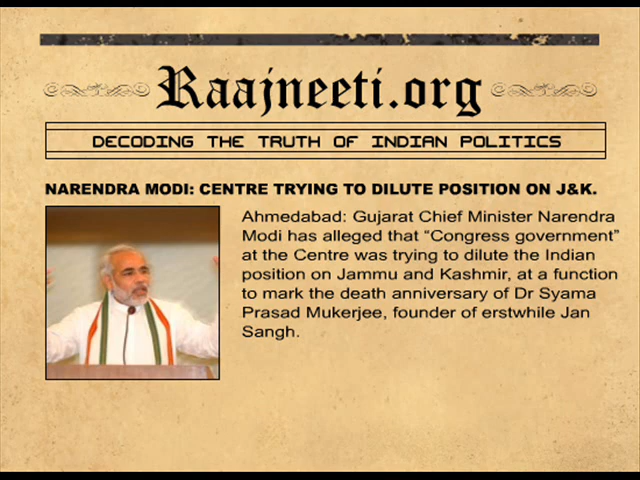 Raajneeti.org
DECODING THE TRUTH OF INDIAN POLITICS
NARENDRA MODI: CENTRE TRYING TO DILUTE POSITION ON J&K.
Ahmedabad: Gujarat Chief Minister Narendra
Modi has alleged that “Congress government”
at the Centre was trying to dilute the Indian
position on Jammu and Kashmir, at a function
to mark the death anniversary of Dr Syama
Prasad Mukerjee, founder of erstwhile Jan
Sangh.